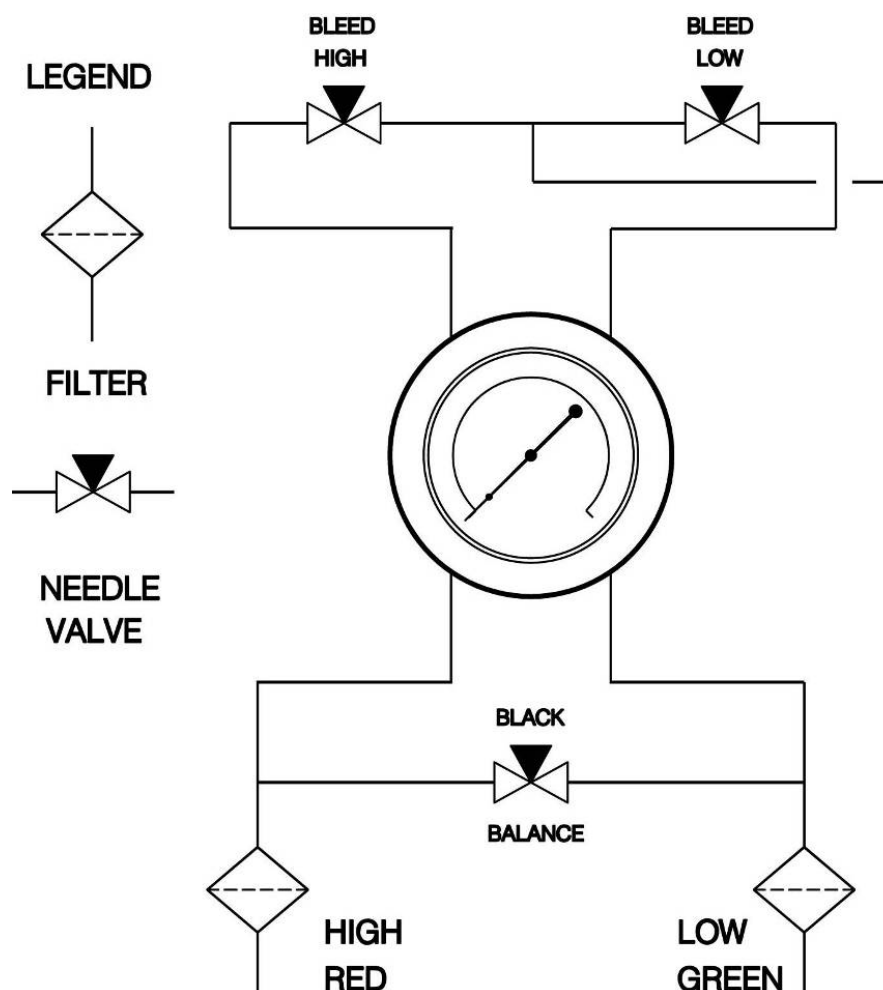 BLEED
HIGH
BLEED
LOW
LEGEND
FILTER
NEEDLE
VALVE
BLACK
BALANCE
HIGH
RED
LOW
GREEN